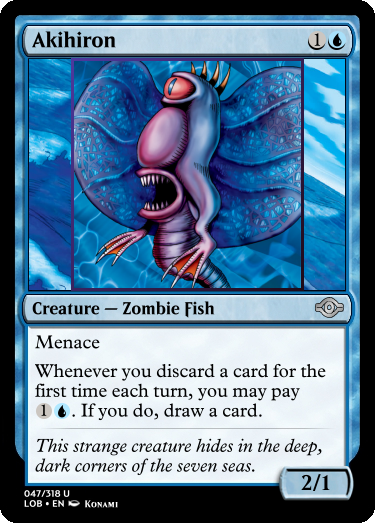 Akihiron 1
Creature — Zombie Fish
Menace
Whenever you discard a card for the
first time each turn, you may pay
1 . If you do, draw a card.
This strange creature hides in the deep,
dark corners of the seven seas.
2/1
047/318 U
LOB • EN Konami